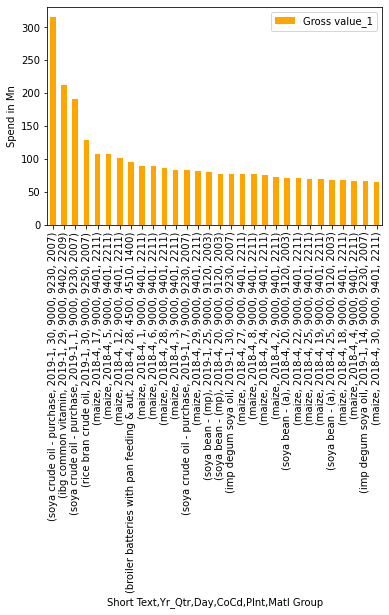 Gross value_1
Spend in Mn
300
250
200
150
100
50
0
(soya crude oil - purchase, 2019-1, 30, 9000, 9230, 2007)
(ibg common vitamin, 2019-1, 29, 9000, 9402, 2209)
(soya crude oil - purchase, 2019-1, 1, 9000, 9230, 2007)
(rice bran crude oil, 2019-1, 30, 9000, 9250, 2007)
(maize, 2018-4, 17, 9000, 9401, 2211)
(maize, 2018-4, 5, 9000, 9401, 2211)
(maize, 2018-4, 12, 9000, 9401, 2211)
(broiler batteries with pan feeding & aut, 2018-4, 28, 4500, 4510, 1400)
(maize, 2018-4, 1, 9000, 9401, 2211)
(maize, 2018-4, 6, 9000, 9401, 2211)
(maize, 2018-4, 28, 9000, 9401, 2211)
(maize, 2018-4, 3, 9000, 9401, 2211)
(soya crude oil - purchase, 2019-1, 17, 9000, 9230, 2007)
(maize, 2018-4, 29, 9000, 9401, 2211)
(soya bean - (mp), 2019-1, 25, 9000, 9120, 2003)
(soya bean - (mp), 2018-4, 20, 9000, 9120, 2003)
(imp degum soya oil, 2019-1, 30, 9000, 9230, 2007)
(maize, 2018-4, 27, 9000, 9401, 2211)
(maize, 2018-4, 8, 9000, 9401, 2211)
(maize, 2018-4, 24, 9000, 9401, 2211)
(maize, 2018-4, 2, 9000, 9401, 2211)
(soya bean - (a), 2018-4, 20, 9000, 9120, 2003)
(maize, 2018-4, 22, 9000, 9401, 2211)
(maize, 2018-4, 15, 9000, 9401, 2211)
(maize, 2018-4, 19, 9000, 9401, 2211)
(soya bean - (a), 2018-4, 25, 9000, 9120, 2003)
(maize, 2018-4, 18, 9000, 9401, 2211)
(maize, 2018-4, 4, 9000, 9401, 2211)
(imp degum soya oil, 2019-1, 14, 9000, 9230, 2007)
(maize, 2018-4, 30, 9000, 9401, 2211)
Short Text,Yr_Qtr,Day,CoCd,Plnt,Matl Group